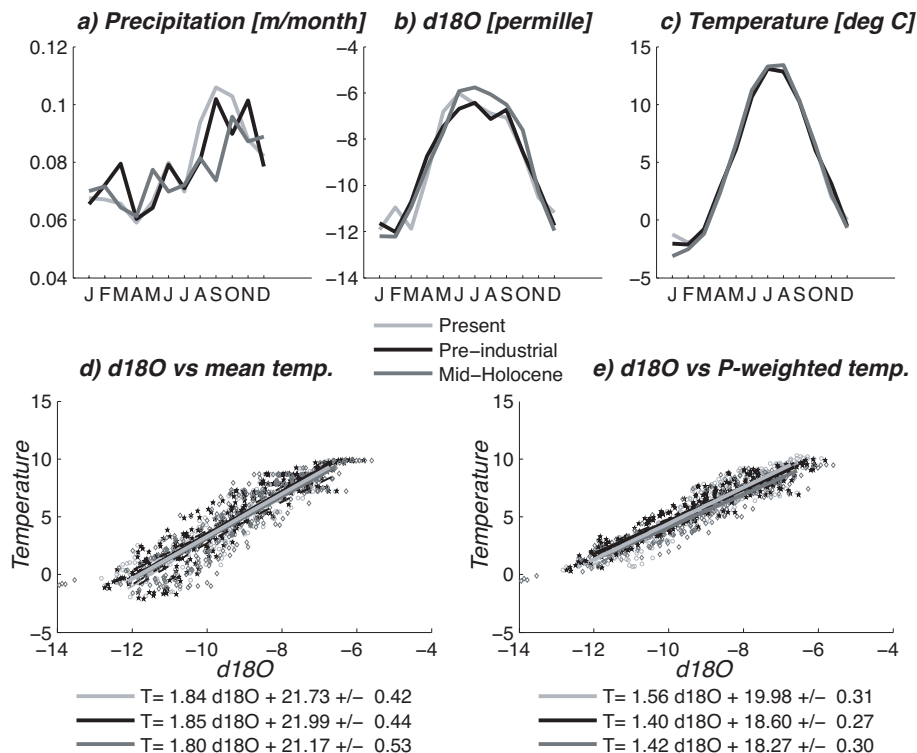 a) Precipitation [m/month]
0.12
0.1
0.08
0.06
0.04
J F M A M J J A S O N D
b) d18O [permille]
−4
−6
−8
−10
−12
−14
J F M A M J J A S O N D
c) Temperature [deg C]
15
10
5
0
−5
J F M A M J J A S O N D
Present
Pre−industrial
Mid−Holocene
d) d18O vs mean temp.
Temperature
15
10
5
0
−5
−14 −12 −10 −8 −6 −4
d18O
T= 1.84 d18O + 21.73 +/− 0.42
T= 1.85 d18O + 21.99 +/− 0.44
T= 1.80 d18O + 21.17 +/− 0.53
e) d18O vs P−weighted temp.
Temperature
15
10
5
0
−5
−14 −12 −10 −8 −6 −4
d18O
T= 1.56 d18O + 19.98 +/− 0.31
T= 1.40 d18O + 18.60 +/− 0.27
T= 1.42 d18O + 18.27 +/− 0.30